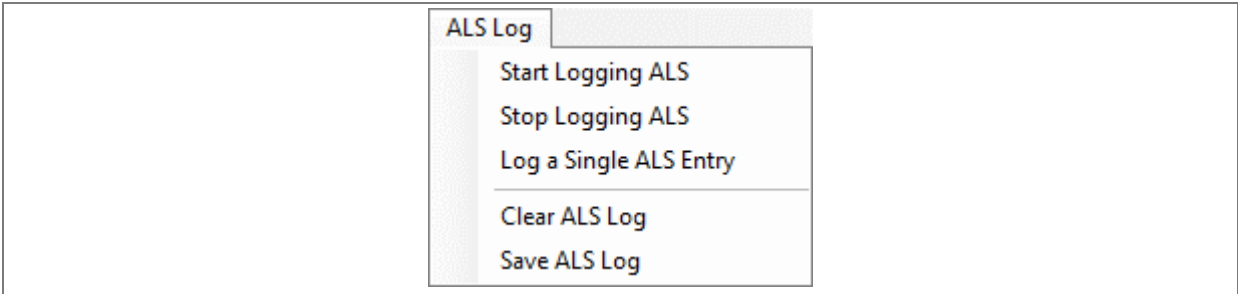 ALS Log
Start Logging ALS
Stop Logging ALS
Log a Single ALS Entry
Clear ALS Log
Save ALS Log